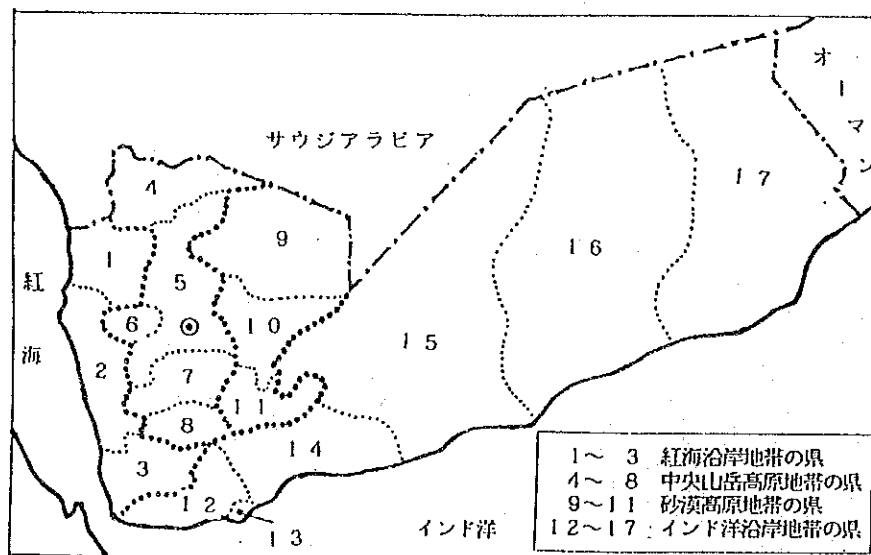 サウジアラビア
オーマン
紅海
インド洋
1
2
3
4
5
6
7
8
9
10
11
12
13
14
15
16
17
1～3 紅海沿岸地帯の県
4～8 中央山岳高原地帯の県
9～11 砂漠高原地帯の県
12～17 インド洋沿岸地帯の県